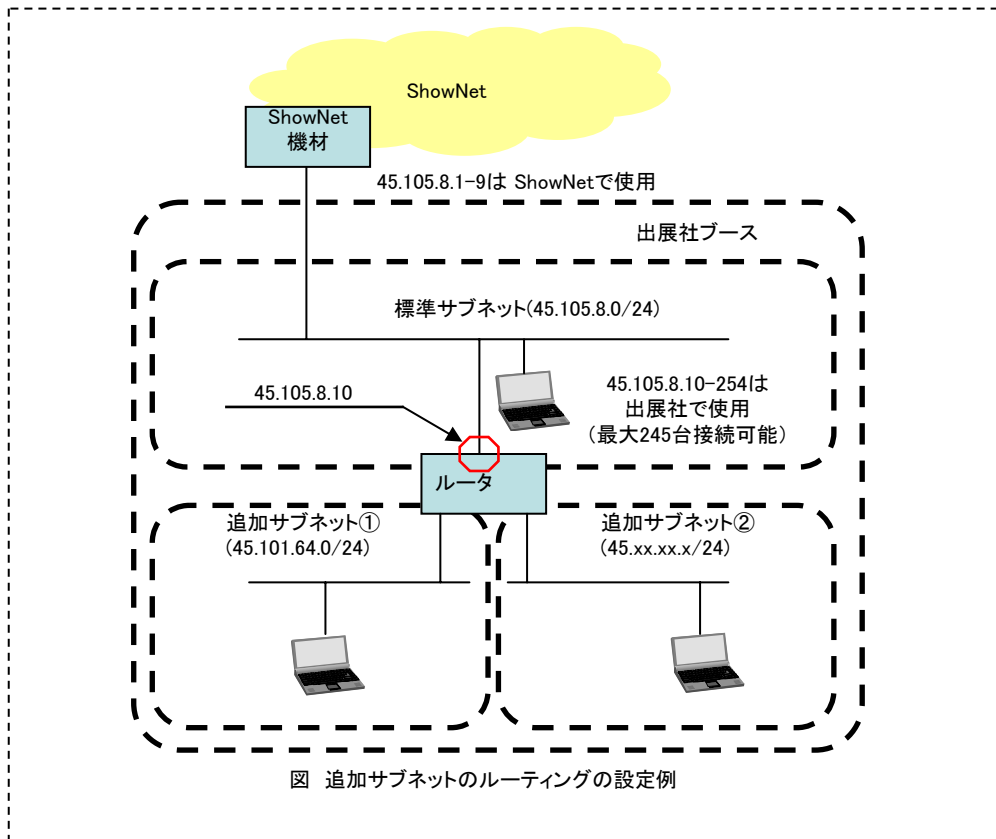 ShowNet
ShowNet
機材
45.105.8.1-9は ShowNetで使用
出展社ブース
標準サブネット(45.105.8.0/24)
45.105.8.10
45.105.8.10-254は
出展社で使用
(最大245台接続可能)
ルータ
追加サブネット①
(45.101.64.0/24)
追加サブネット②
(45.xx.xx.x/24)
図 追加サブネットのルーティングの設定例